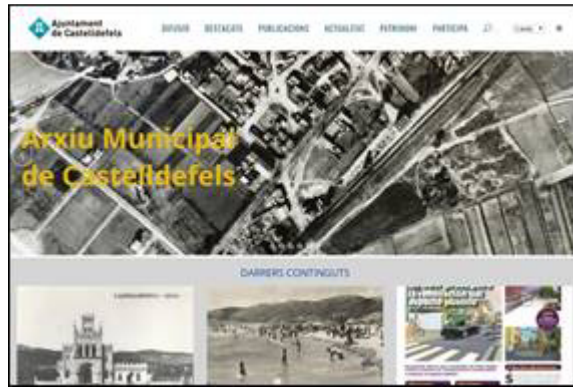 Ajuntament
de Castelldefels
DIFUSIÓ DESTACATS PUBLICACIONS ACTUALITAT PATRIMONI PARTICIPA
Arxiu Municipal
de Castelldefels
DARRERS CONTINGUTS